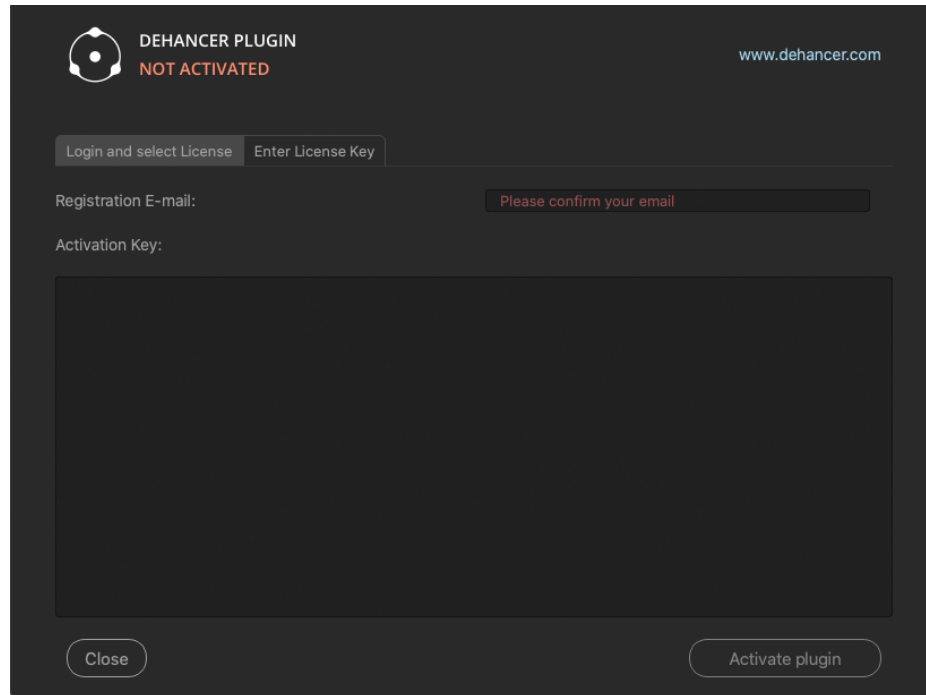 DEHANCER PLUGIN
NOT ACTIVATED
www.dehancer.com
Login and select License
Enter License Key
Registration E-mail:
Please confirm your email
Activation Key:
Close
Activate plugin